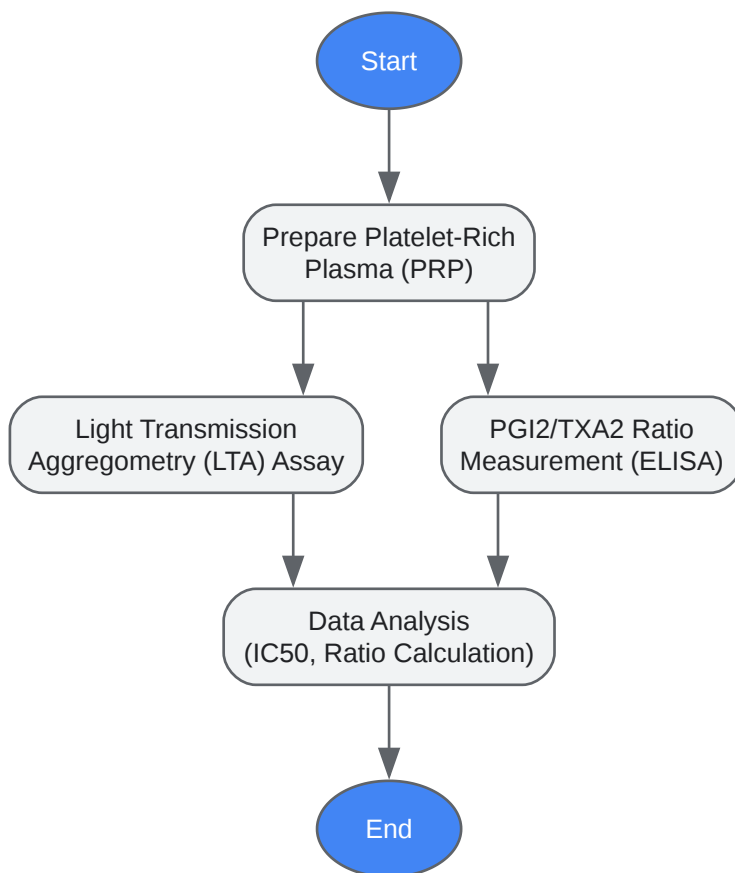 Start
Prepare Platelet-Rich
Plasma (PRP)
Light Transmission
Aggregometry (LTA) Assay
PGI2/TXA2 Ratio
Measurement (ELISA)
Data Analysis
(IC50, Ratio Calculation)
End